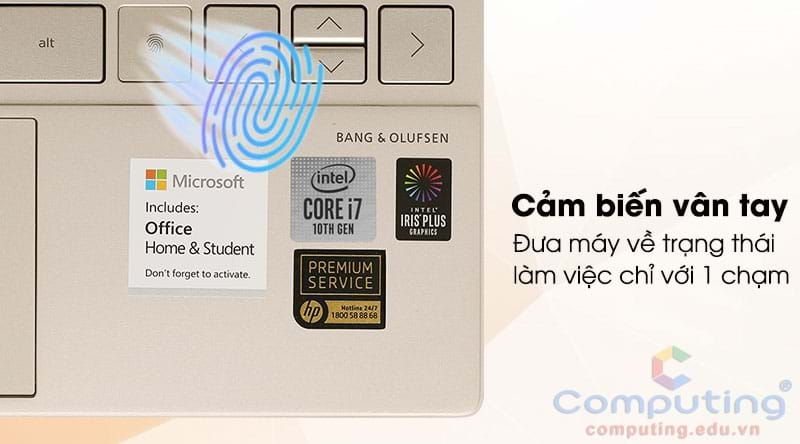 alt
BANG & OLUFSEN
Microsoft
Includes:
Office
Home & Student
Don't forget to activate.
intel
CORE i7
10TH GEN
INTEL
IRIS PLUS
GRAPHICS
PREMIUM
SERVICE
hp
Hotline 24/7
1800 58 88 68
Cảm biến vân tay
Đưa máy về trạng thái
làm việc chỉ với 1 chạm
Computing®
computing.edu.vn